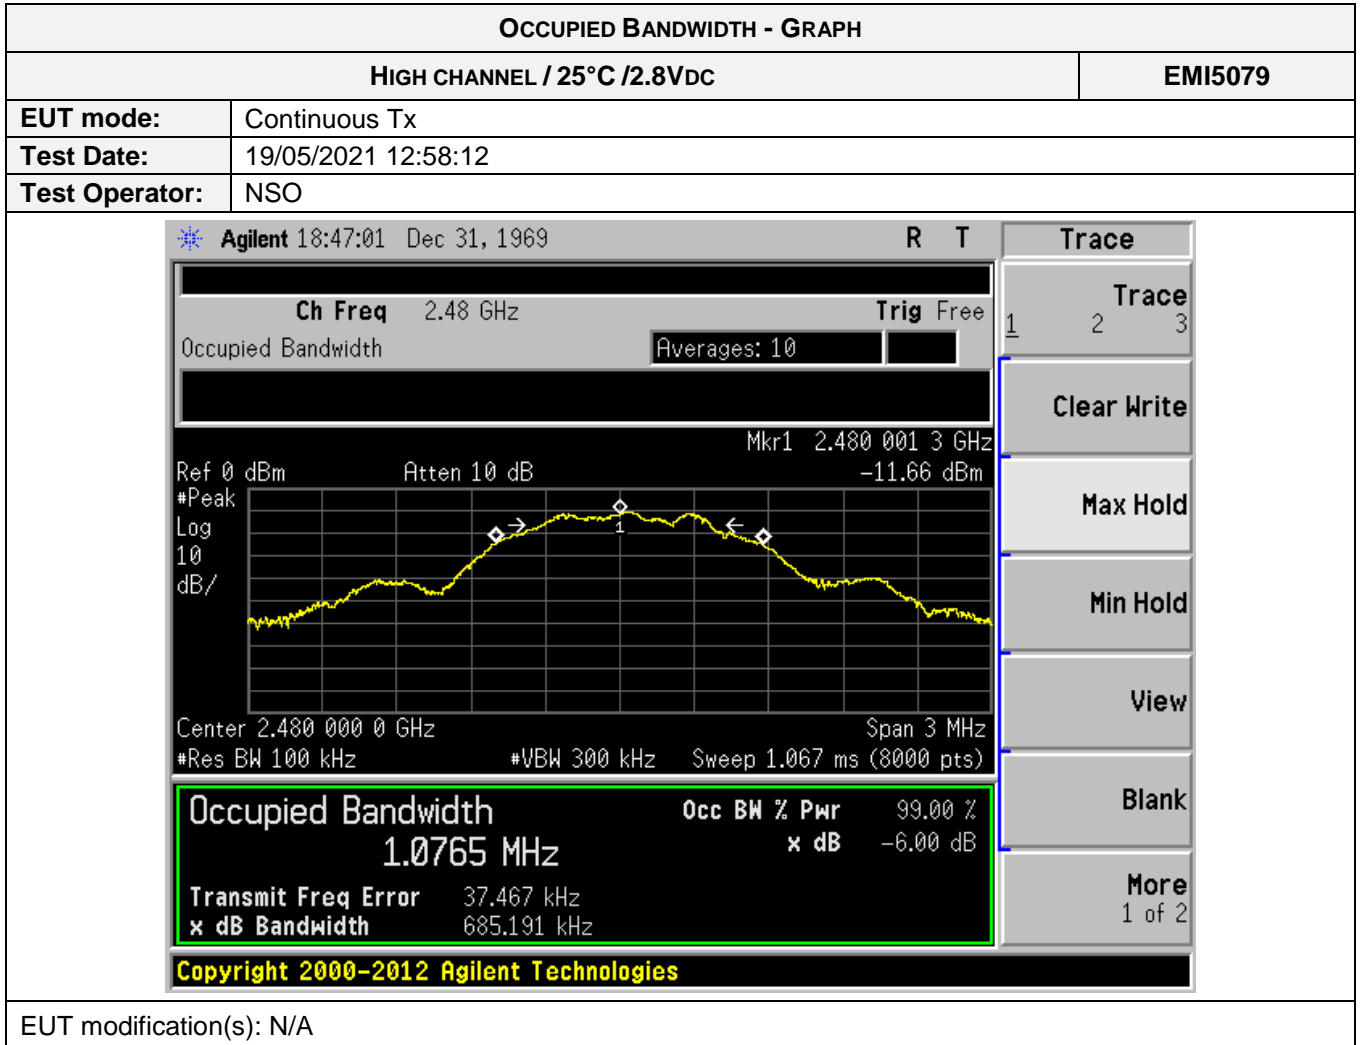 OCCUPIED BANDWIDTH - GRAPH
HIGH CHANNEL / 25°C /2.8VDC EMI5079
EUT mode: Continuous Tx
Test Date: 19/05/2021 12:58:12
Test Operator: NSO
Agilent 18:47:01 Dec 31, 1969 R T Trace
Ch Freq 2.48 GHz Trig Free
Occupied Bandwidth Averages: 10
Trace
1 2 3
Clear Write
Mkr1 2.480 001 3 GHz
Ref 0 dBm Atten 10 dB -11.66 dBm
#Peak
Log
10
dB/
1
Max Hold
Min Hold
View
Center 2.480 000 0 GHz Span 3 MHz
#Res BW 100 kHz #VBW 300 kHz Sweep 1.067 ms (8000 pts)
Occupied Bandwidth Occ BW % Pwr 99.00 %
1.0765 MHz x dB -6.00 dB
Transmit Freq Error 37.467 kHz
x dB Bandwidth 685.191 kHz
Blank
More
1 of 2
Copyright 2000-2012 Agilent Technologies
EUT modification(s): N/A